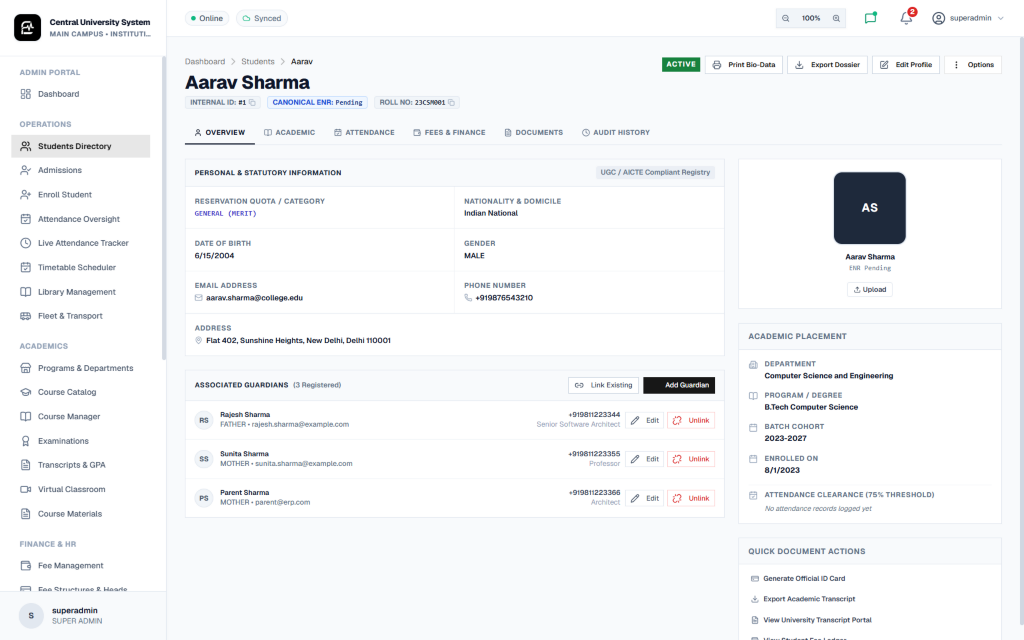 Central University System
MAIN CAMPUS • INSTITUTI...
Online
Synced
100%
2
superadmin
ADMIN PORTAL
Dashboard
OPERATIONS
Students Directory
Admissions
Enroll Student
Attendance Oversight
Live Attendance Tracker
Timetable Scheduler
Library Management
Fleet & Transport
ACADEMICS
Programs & Departments
Course Catalog
Course Manager
Examinations
Transcripts & GPA
Virtual Classroom
Course Materials
FINANCE & HR
Fee Management
Fee Structures & Heads
S
superadmin
SUPER ADMIN
Dashboard > Students > Aarav
Aarav Sharma
INTERNAL ID: #1
CANONICAL ENR: Pending
ROLL NO: 23CSM001
ACTIVE
Print Bio-Data
Export Dossier
Edit Profile
Options
OVERVIEW
ACADEMIC
ATTENDANCE
FEES & FINANCE
DOCUMENTS
AUDIT HISTORY
PERSONAL & STATUTORY INFORMATION
UGC / AICTE Compliant Registry
RESERVATION QUOTA / CATEGORY
GENERAL (MERIT)
NATIONALITY & DOMICILE
Indian National
DATE OF BIRTH
6/15/2004
GENDER
MALE
EMAIL ADDRESS
aarav.sharma@college.edu
PHONE NUMBER
+919876543210
ADDRESS
Flat 402, Sunshine Heights, New Delhi, Delhi 110001
ASSOCIATED GUARDIANS (3 Registered)
Link Existing
Add Guardian
RS
Rajesh Sharma
FATHER • rajesh.sharma@example.com
+919811223344
Senior Software Architect
Edit
Unlink
SS
Sunita Sharma
MOTHER • sunita.sharma@example.com
+919811223355
Professor
Edit
Unlink
PS
Parent Sharma
MOTHER • parent@erp.com
+919811223366
Architect
Edit
Unlink
AS
Aarav Sharma
ENR Pending
Upload
ACADEMIC PLACEMENT
DEPARTMENT
Computer Science and Engineering
PROGRAM / DEGREE
B.Tech Computer Science
BATCH COHORT
2023-2027
ENROLLED ON
8/1/2023
ATTENDANCE CLEARANCE (75% THRESHOLD)
No attendance records logged yet
QUICK DOCUMENT ACTIONS
Generate Official ID Card
Export Academic Transcript
View University Transcript Portal
View Student Fee Ledger